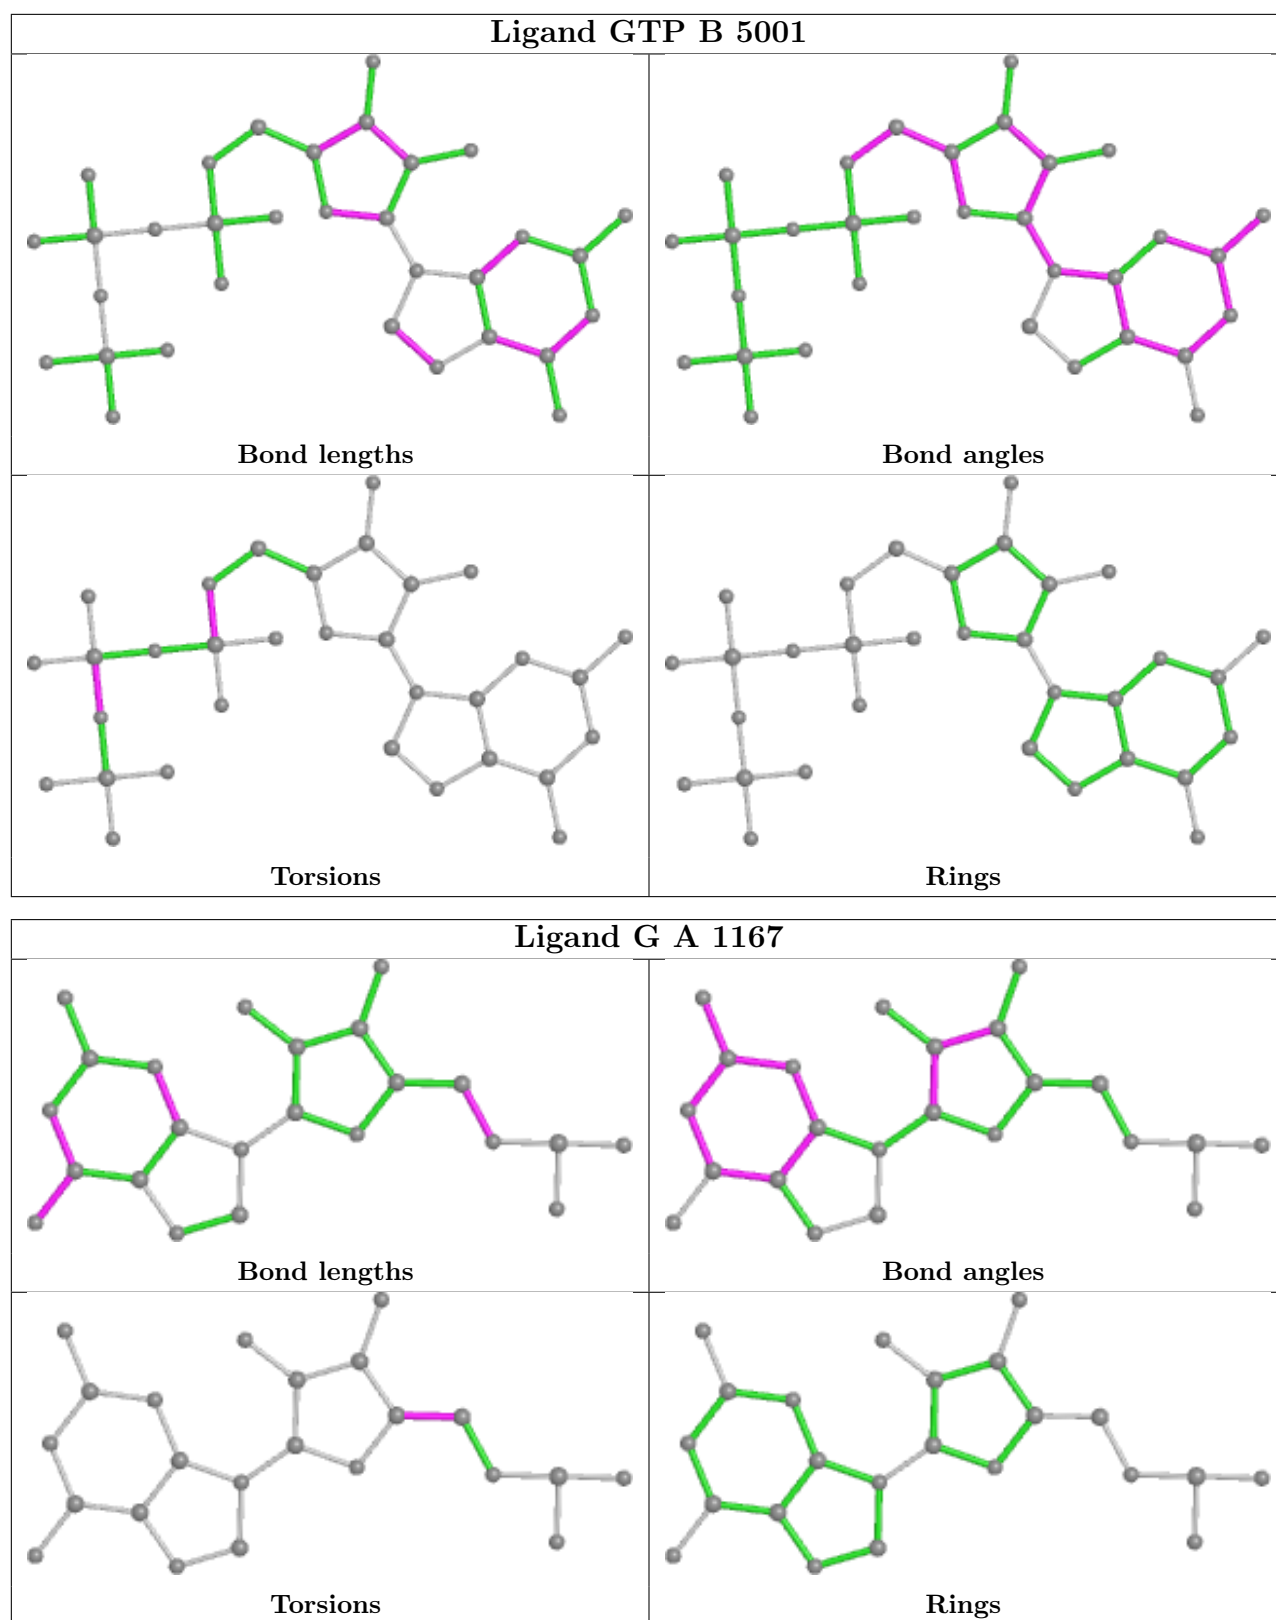 Ligand GTP B 5001
Bond lengths
Bond angles
Torsions
Rings
Ligand G A 1167
Bond lengths
Bond angles
Torsions
Rings